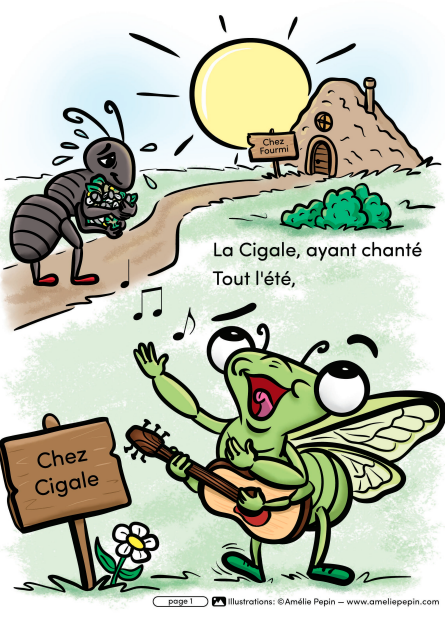 Chez
Fourmi
La Cigale, ayant chanté
Tout l'été,
Chez
Cigale
page 1 Illustrations: ©Amélie Pepin — www.ameliepepin.com